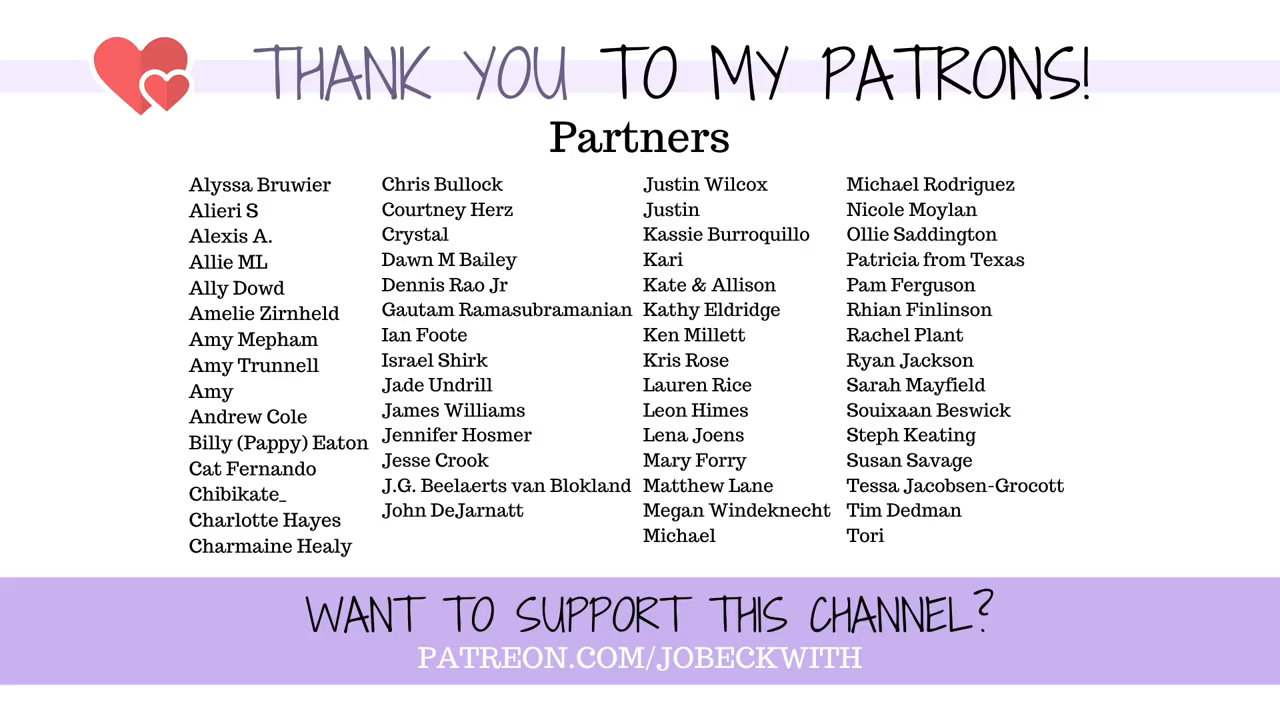 THANK YOU TO MY PATRONS!
Partners
Alyssa Bruwier
Alieri S
Alexis A.
Allie ML
Ally Dowd
Amelie Zirnheld
Amy Mepham
Amy Trunnell
Amy
Andrew Cole
Billy (Pappy) Eaton
Cat Fernando
Chibikate_
Charlotte Hayes
Charmaine Healy
Chris Bullock
Courtney Herz
Crystal
Dawn M Bailey
Dennis Rao Jr
Gautam Ramasubramanian
Ian Foote
Israel Shirk
Jade Undrill
James Williams
Jennifer Hosmer
Jesse Crook
J.G. Beelaerts van Blokland
John DeJarnatt
Justin Wilcox
Justin
Kassie Burroquillo
Kari
Kate & Allison
Kathy Eldridge
Ken Millett
Kris Rose
Lauren Rice
Leon Himes
Lena Joens
Mary Forry
Matthew Lane
Megan Windeknecht
Michael
Michael Rodriguez
Nicole Moylan
Ollie Saddington
Patricia from Texas
Pam Ferguson
Rhian Finlinson
Rachel Plant
Ryan Jackson
Sarah Mayfield
Souixaan Beswick
Steph Keating
Susan Savage
Tessa Jacobsen-Grocott
Tim Dedman
Tori
WANT TO SUPPORT THIS CHANNEL?
PATREON.COM/JOBECKWITH